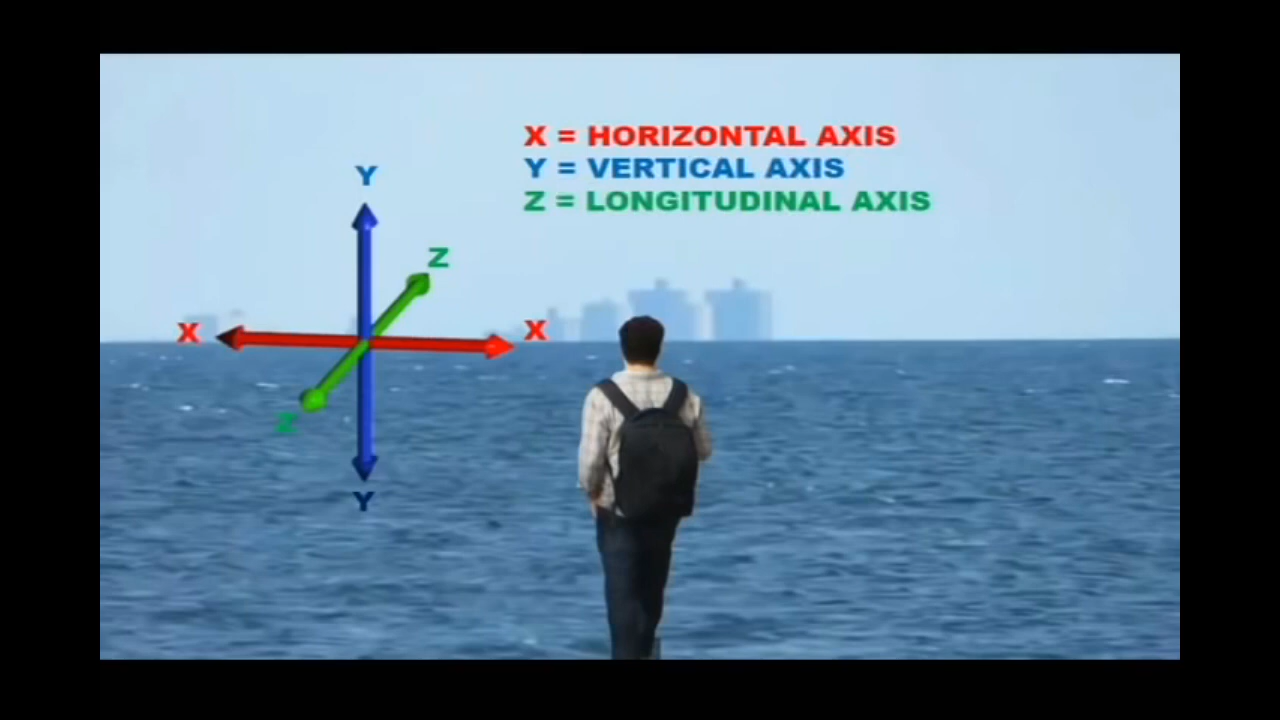 X = HORIZONTAL AXIS
Y = VERTICAL AXIS
Z = LONGITUDINAL AXIS
Y
Z
X
X
Z
Y